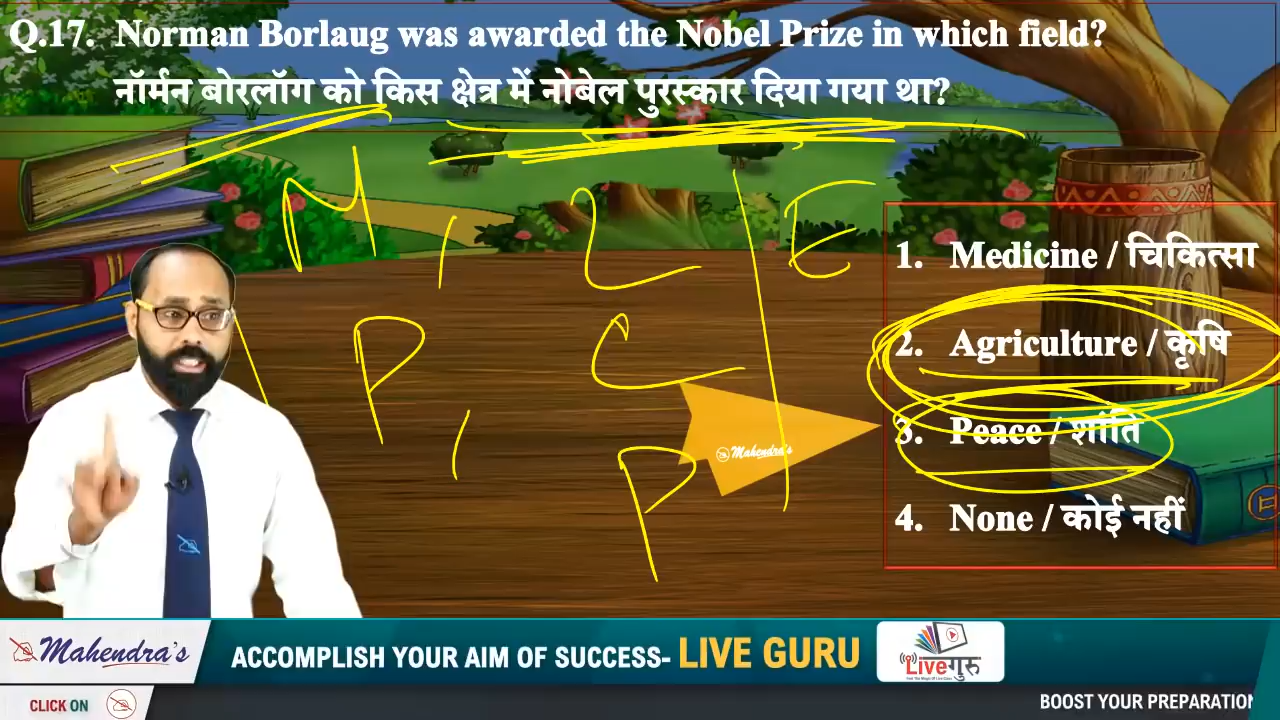 Q.17. Norman Borlaug was awarded the Nobel Prize in which field?
नॉर्मन बोरलॉग को किस क्षेत्र में नोबेल पुरस्कार दिया गया था?
M, L E
P, C
P
1. Medicine / चिकित्सा
2. Agriculture / कृषि
3. Peace / शांति
4. None / कोई नहीं
Mahendra's
Mahendra's
ACCOMPLISH YOUR AIM OF SUCCESS- LIVE GURU
Liveगुरु
CLICK ON
BOOST YOUR PREPARATION